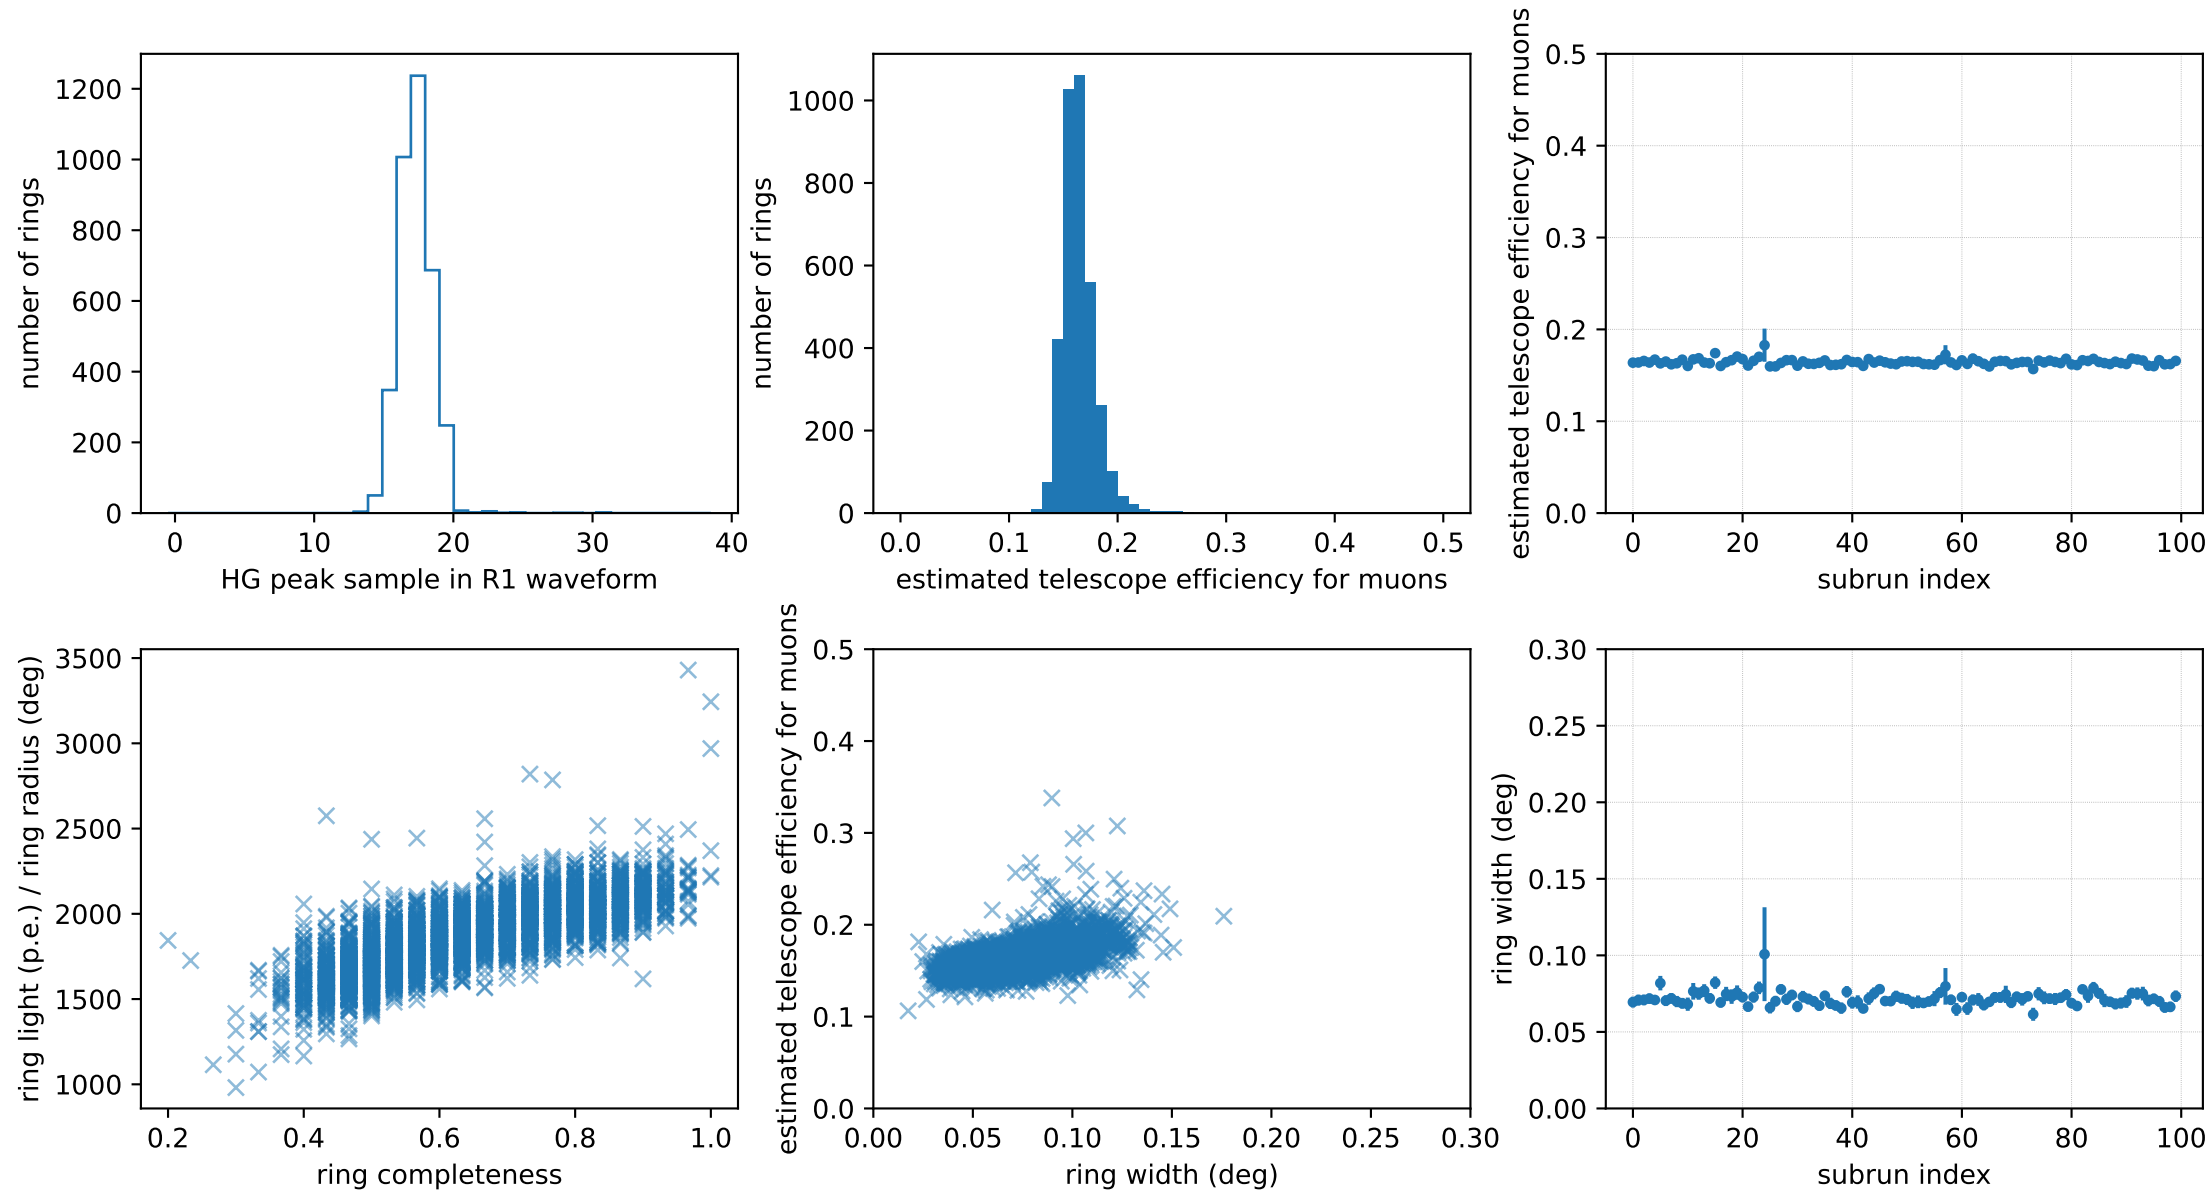 number of rings
1200
1000
800
600
400
200
0
0 10 20 30 40
HG peak sample in R1 waveform
number of rings
1000
800
600
400
200
0
0.0 0.1 0.2 0.3 0.4 0.5
estimated telescope efficiency for muons
estimated telescope efficiency for muons
0.5
0.4
0.3
0.2
0.1
0.0
0 20 40 60 80 100
subrun index
ring light (p.e.) / ring radius (deg)
3500
3000
2500
2000
1500
1000
0.2 0.4 0.6 0.8 1.0
ring completeness
estimated telescope efficiency for muons
0.5
0.4
0.3
0.2
0.1
0.0
0.00 0.05 0.10 0.15 0.20 0.25 0.30
ring width (deg)
ring width (deg)
0.30
0.25
0.20
0.15
0.10
0.05
0.00
0 20 40 60 80 100
subrun index